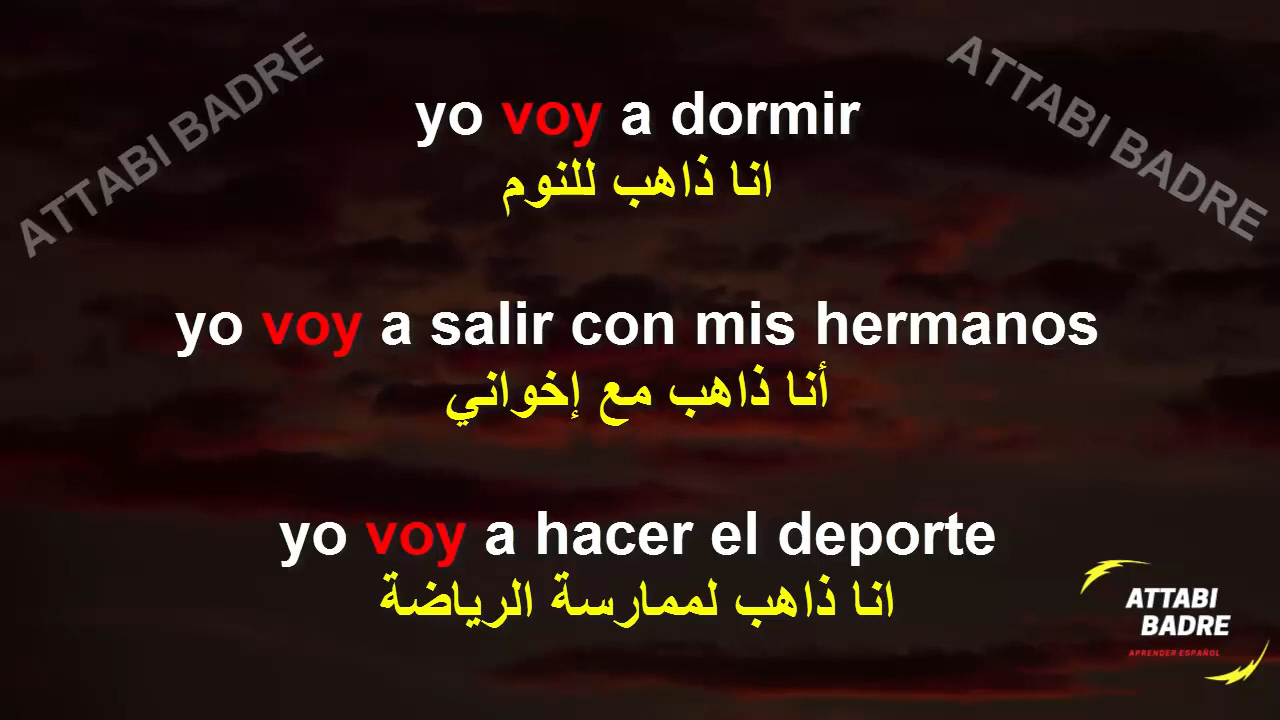 ATTABI BADRE
ATTABI BADRE
yo voy a dormir
انا ذاهب للنوم
yo voy a salir con mis hermanos
أنا ذاهب مع إخواني
yo voy a hacer el deporte
انا ذاهب لممارسة الرياضة
ATTABI
BADRE
APRENDER ESPAÑOL